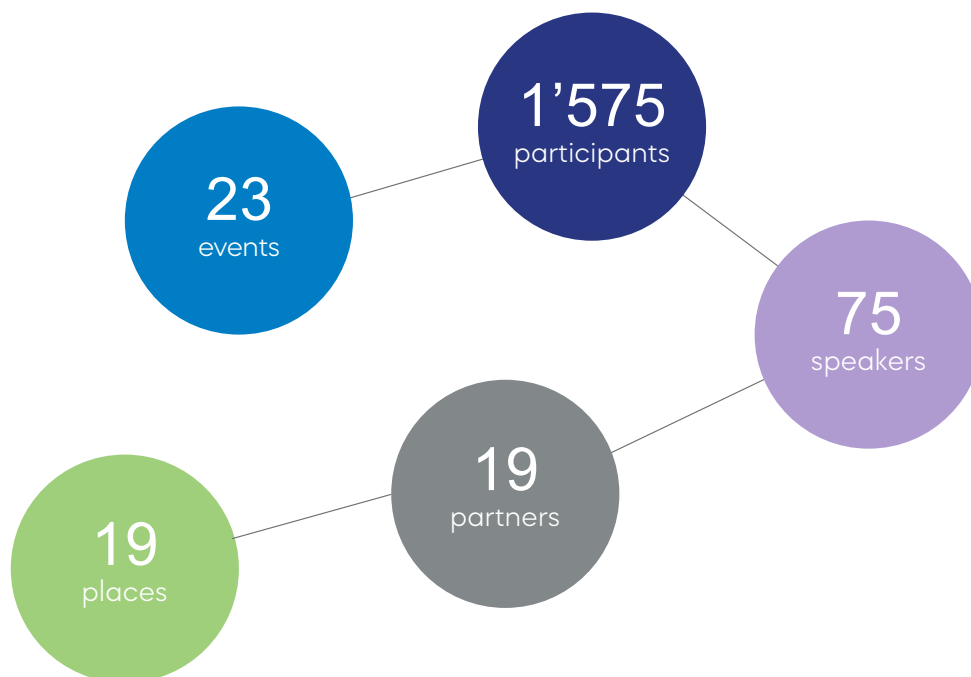 23
events
1’575
participants
75
speakers
19
partners
19
places